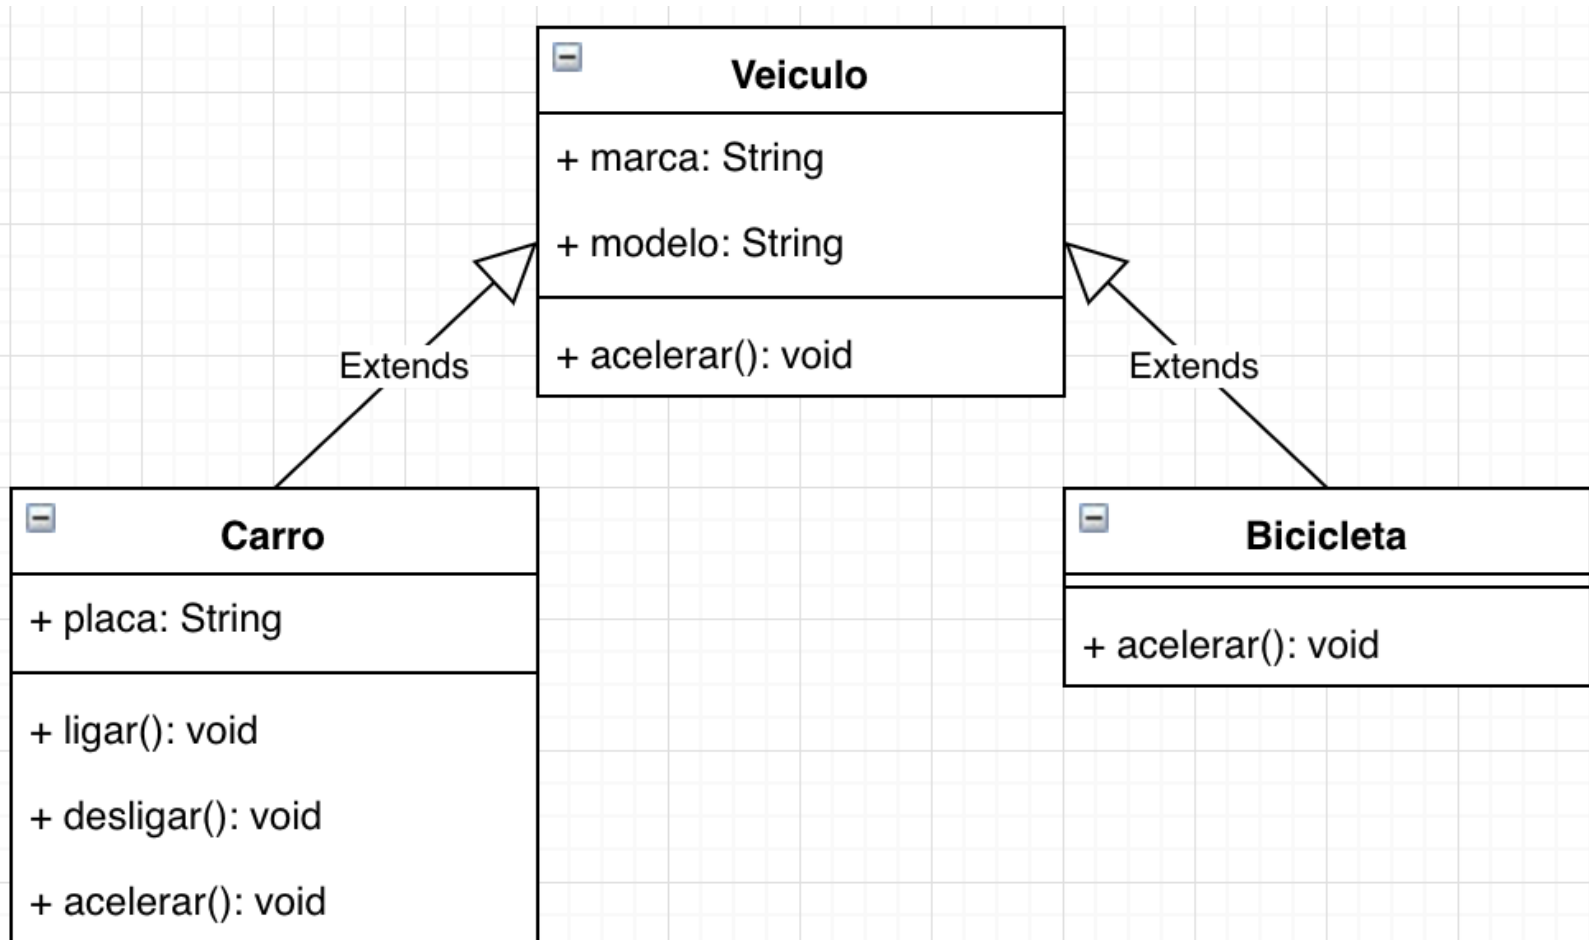 Veiculo
+ marca: String
+ modelo: String
+ acelerar(): void
Extends
Extends
Carro
+ placa: String
+ ligar(): void
+ desligar(): void
+ acelerar(): void
Bicicleta
+ acelerar(): void